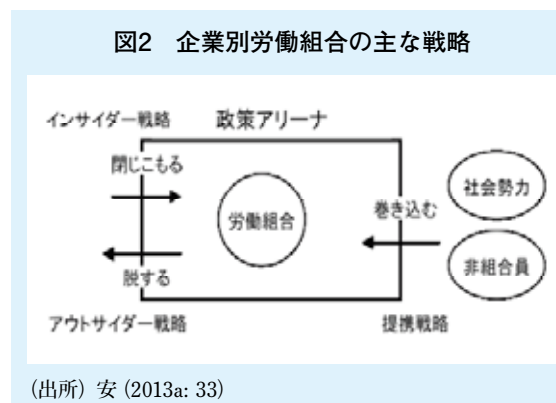 図2　企業別労働組合の主な戦略
インサイダー戦略
政策アリーナ
閉じこもる
労働組合
脱する
アウトサイダー戦略
巻き込む
提携戦略
社会勢力
非組合員
(出所) 安 (2013a: 33)